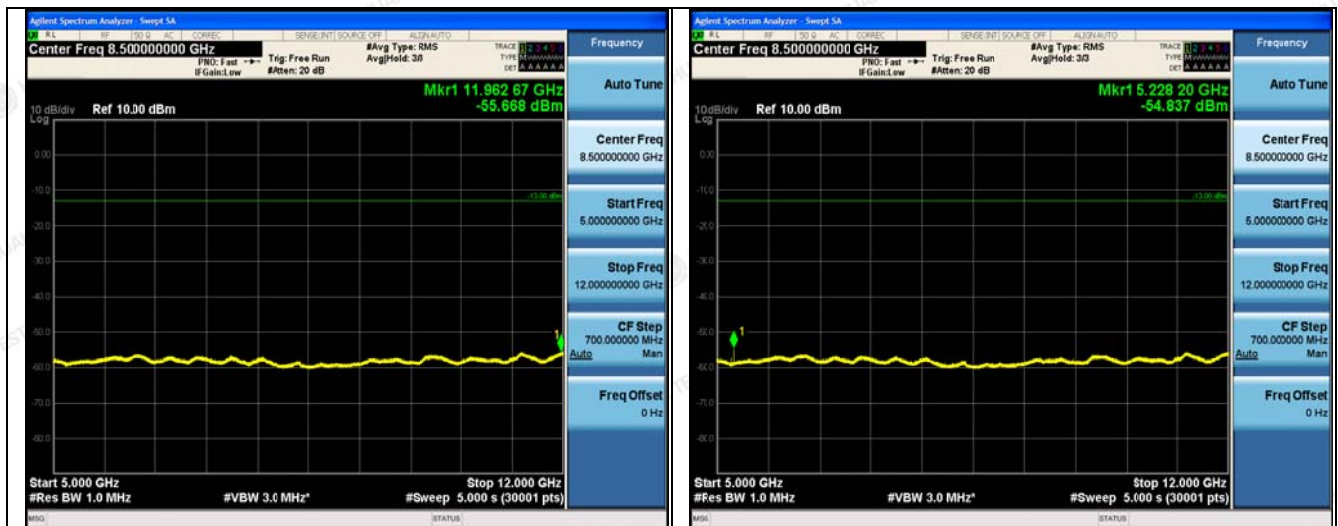 Agilent Spectrum Analyzer - Swept SA
RL RF 50 Ω AC CORREC SENSE:INT SOURCE OFF ALIGN AUTO
Center Freq 8.500000000 GHz
PNO: Fast
IFGain:Low
Trig: Free Run
#Atten: 20 dB
#Avg Type: RMS
Avg|Hold: 3/3
TRACE 1 2 3 4 5 6
TYPE M
DET A A A A A A
Mkr1 11.962 67 GHz
-55.668 dBm
10 dB/div
Log
Ref 10.00 dBm
0.00
-10.0
-20.0
-30.0
-40.0
-50.0
-60.0
-70.0
-80.0
-13.00 dBm
1
Start 5.000 GHz
Stop 12.000 GHz
#Res BW 1.0 MHz
#VBW 3.0 MHz*
#Sweep 5.000 s (30001 pts)
MSG
STATUS
Frequency
Auto Tune
Center Freq
8.500000000 GHz
Start Freq
5.000000000 GHz
Stop Freq
12.000000000 GHz
CF Step
700.000000 MHz
Auto Man
Freq Offset
0 Hz
Agilent Spectrum Analyzer - Swept SA
RL RF 50 Ω AC CORREC SENSE:INT SOURCE OFF ALIGN AUTO
Center Freq 8.500000000 GHz
PNO: Fast
IFGain:Low
Trig: Free Run
#Atten: 20 dB
#Avg Type: RMS
Avg|Hold: 3/3
TRACE 1 2 3 4 5 6
TYPE M
DET A A A A A A
Mkr1 5.228 20 GHz
-54.837 dBm
10 dB/div
Log
Ref 10.00 dBm
0.00
-10.0
-20.0
-30.0
-40.0
-50.0
-60.0
-70.0
-80.0
-13.00 dBm
1
Start 5.000 GHz
Stop 12.000 GHz
#Res BW 1.0 MHz
#VBW 3.0 MHz*
#Sweep 5.000 s (30001 pts)
MSG
STATUS
Frequency
Auto Tune
Center Freq
8.500000000 GHz
Start Freq
5.000000000 GHz
Stop Freq
12.000000000 GHz
CF Step
700.000000 MHz
Auto Man
Freq Offset
0 Hz